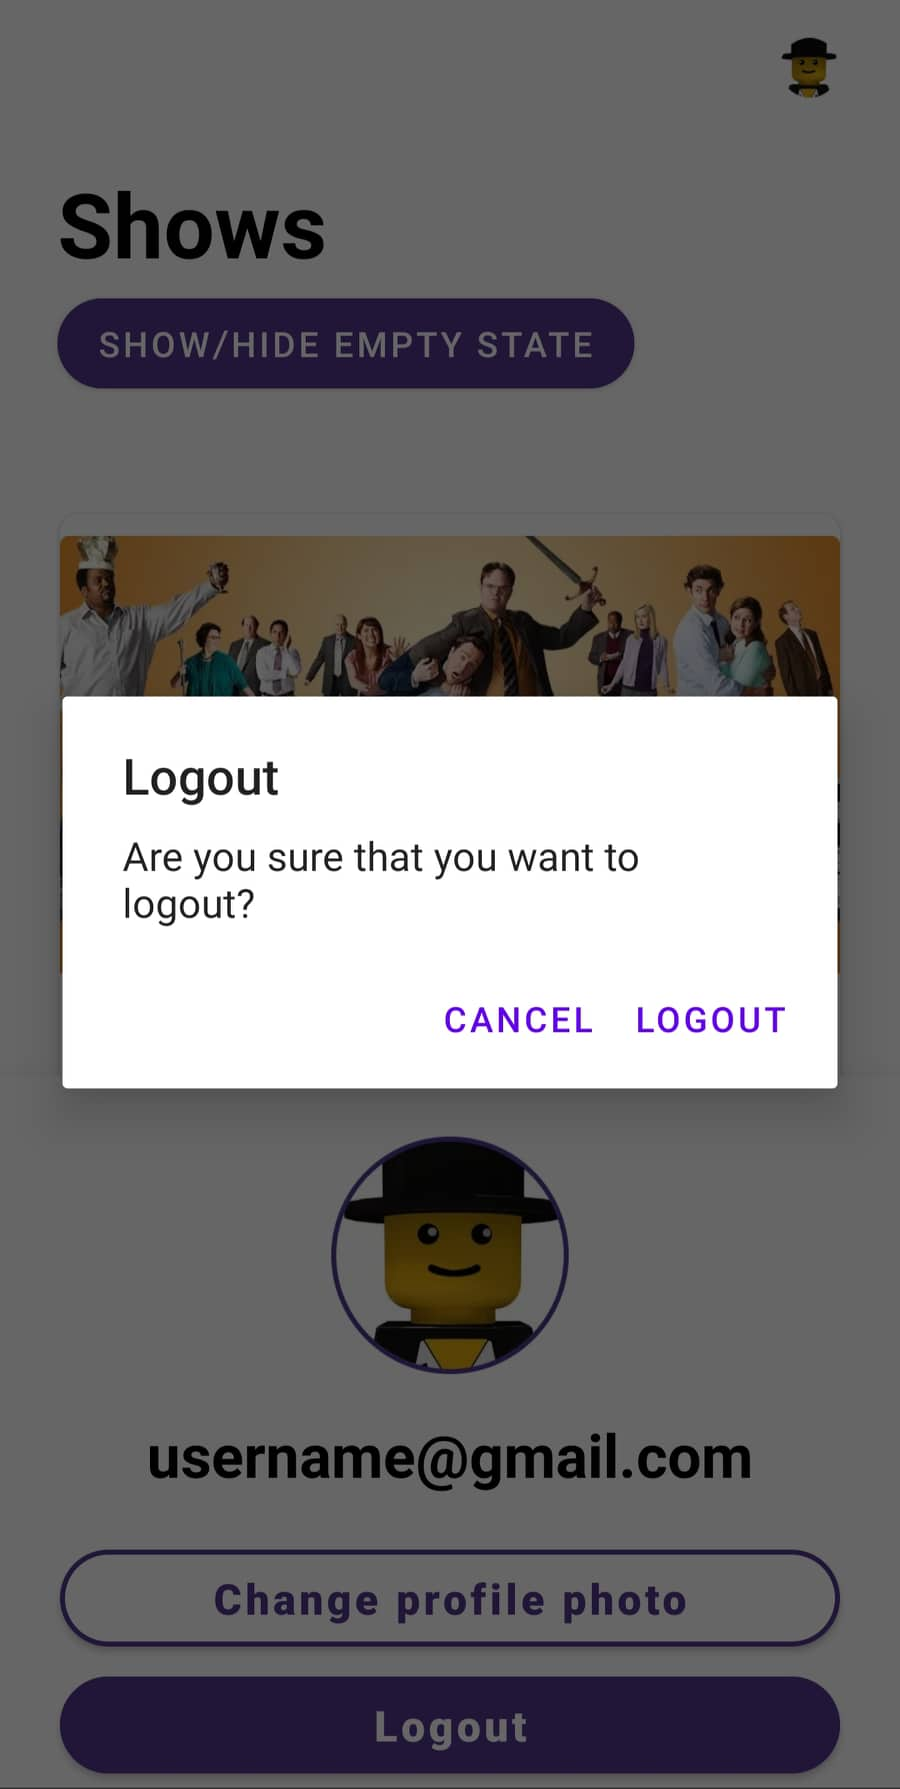 Shows
SHOW/HIDE EMPTY STATE
Logout
Are you sure that you want to
logout?
CANCEL LOGOUT
username@gmail.com
Change profile photo
Logout